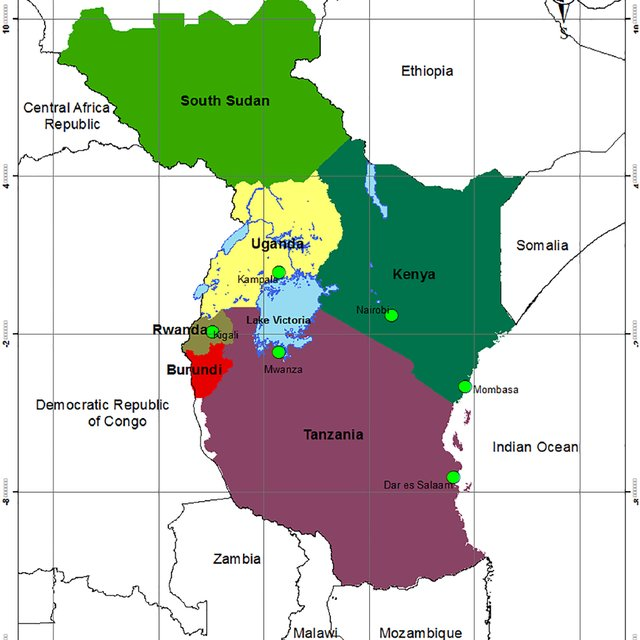 South Sudan
Ethiopia
Central Africa
Republic
Somalia
Uganda
Kampala
Kenya
Nairobi
Lake Victoria
Rwanda
Kigali
Burundi
Mwanza
Mombasa
Democratic Republic
of Congo
Tanzania
Indian Ocean
Dar es Salaam
Zambia
Malawi
Mozambique